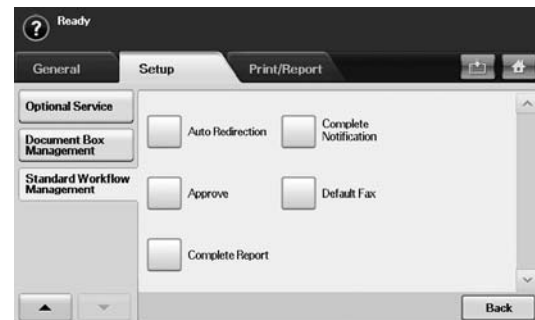 ? Ready
General Setup Print/Report
Optional Service
Document Box
Management
Standard Workflow
Management
Auto Redirection
Complete
Notification
Approve
Default Fax
Complete Report
Back